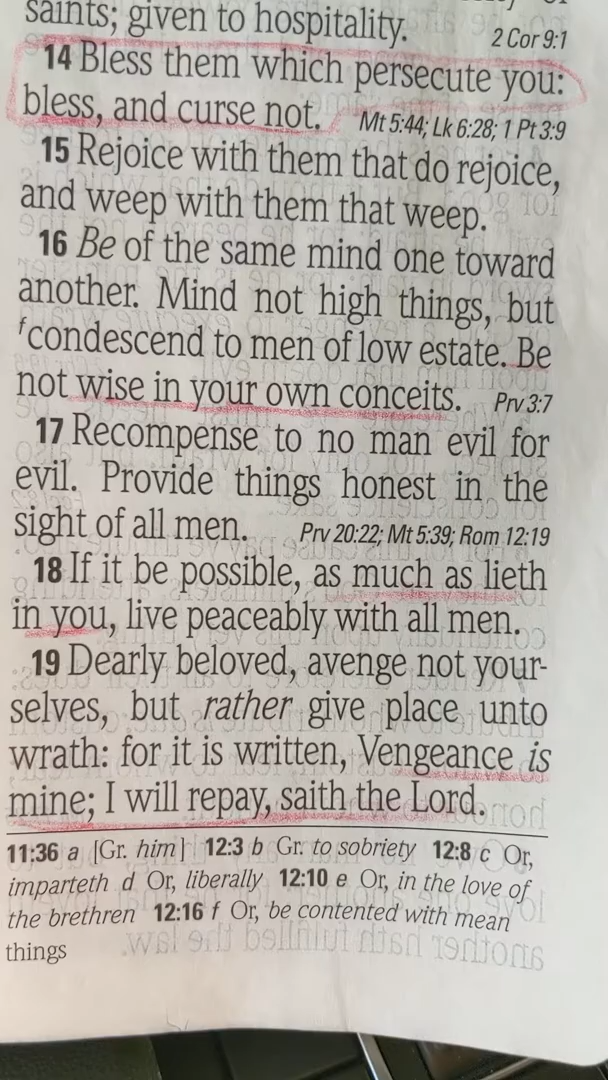 saints; given to hospitality. 2 Cor 9:1
14 Bless them which persecute you:
bless, and curse not. Mt 5:44; Lk 6:28; 1 Pt 3:9
15 Rejoice with them that do rejoice,
and weep with them that weep.
16 Be of the same mind one toward
another. Mind not high things, but
f condescend to men of low estate. Be
not wise in your own conceits. Prv 3:7
17 Recompense to no man evil for
evil. Provide things honest in the
sight of all men. Prv 20:22; Mt 5:39; Rom 12:19
18 If it be possible, as much as lieth
in you, live peaceably with all men.
19 Dearly beloved, avenge not your-
selves, but rather give place unto
wrath: for it is written, Vengeance is
mine; I will repay, saith the Lord.
11:36 a [Gr. him] 12:3 b Gr. to sobriety 12:8 c Or,
imparteth d Or, liberally 12:10 e Or, in the love of
the brethren 12:16 f Or, be contented with mean
things